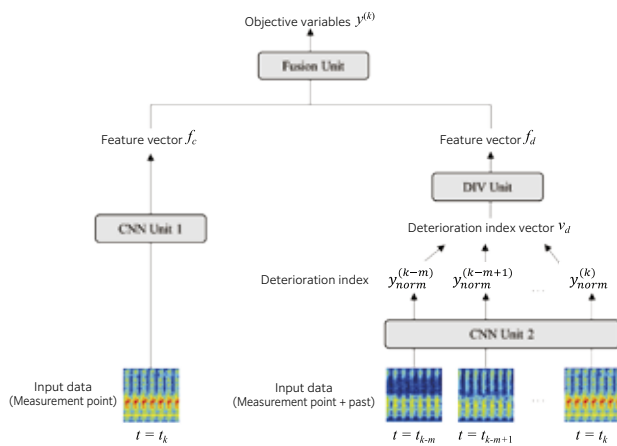 Objective variables y^(k)
Fusion Unit
Feature vector f_c
Feature vector f_d
DIV Unit
CNN Unit 1
Deterioration index vector v_d
Deterioration index
y_norm^(k−m)
y_norm^(k−m+1)
...
y_norm^(k)
CNN Unit 2
Input data
(Measurement point)
Input data
(Measurement point + past)
...
t = t_k
t = t_k-m
t = t_k-m+1
t = t_k